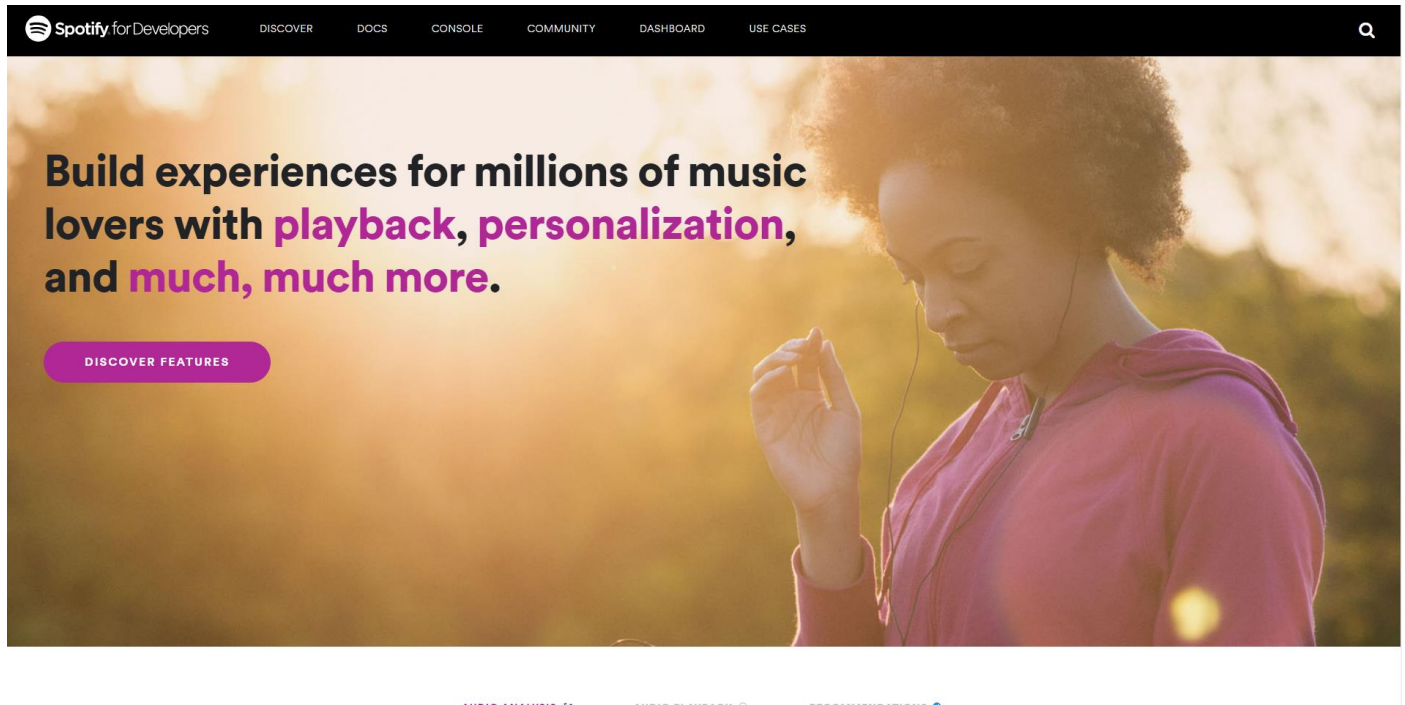 Spotify for Developers DISCOVER DOCS CONSOLE COMMUNITY DASHBOARD USE CASES
Build experiences for millions of music
lovers with playback, personalization,
and much, much more.
DISCOVER FEATURES